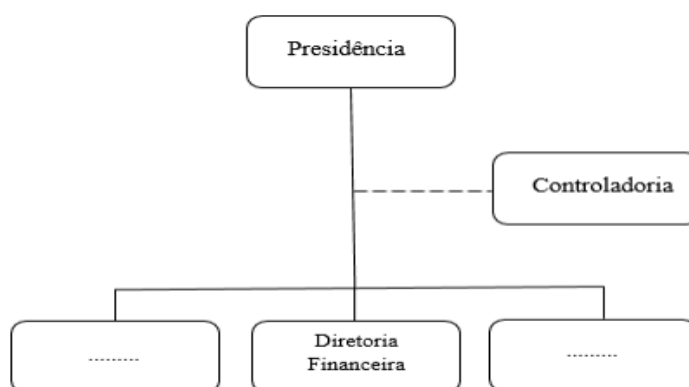 Presidência
Controladoria
---------
Diretoria
Financeira
---------